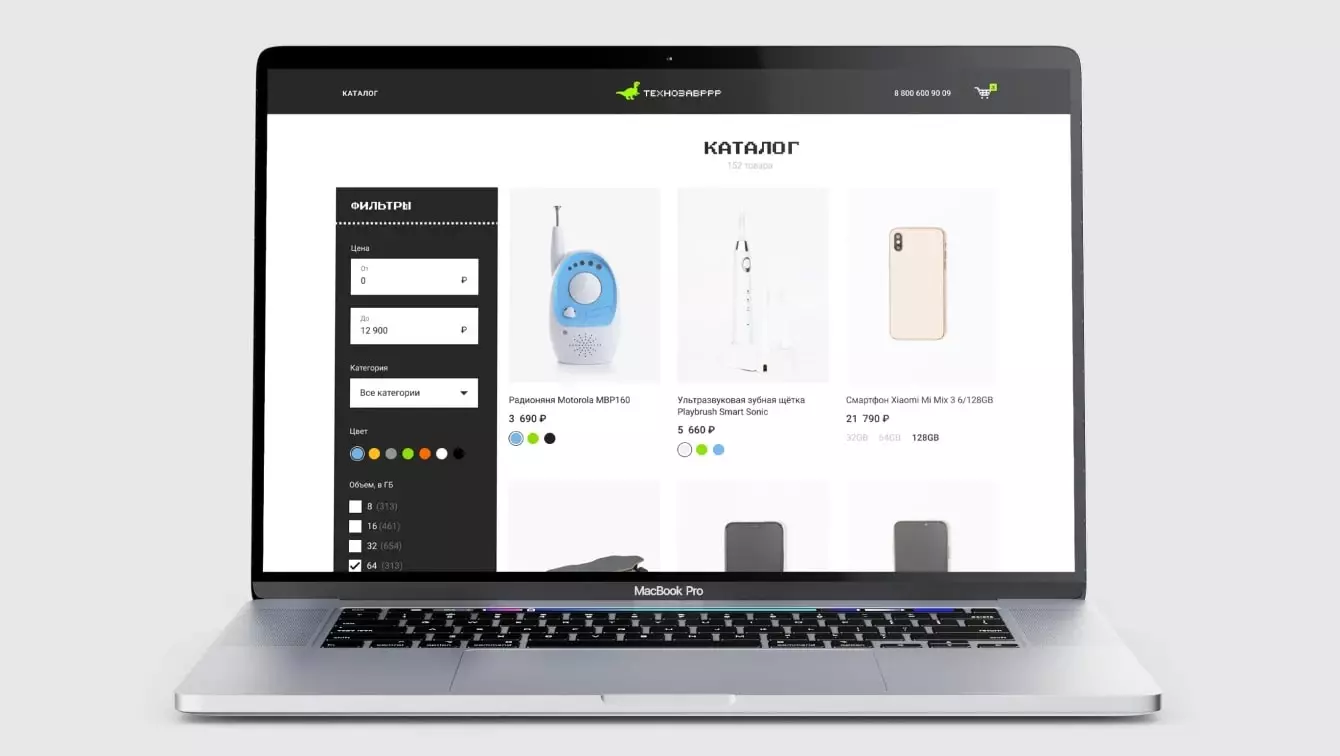 КАТАЛОГ
ТЕХНОЗАВРРР
8 800 600 90 09
КАТАЛОГ
152 товара
ФИЛЬТРЫ
Цена
От
0 ₽
До
12 900 ₽
Категория
Все категории
Цвет
Объем, в ГБ
8 (313)
16 (461)
32 (654)
64 (313)
Радионяня Motorola MBP160
3 690 ₽
Ультразвуковая зубная щётка
Playbrush Smart Sonic
5 660 ₽
Смартфон Xiaomi Mi Mix 3 6/128GB
21 790 ₽
32GB 64GB 128GB
MacBook Pro